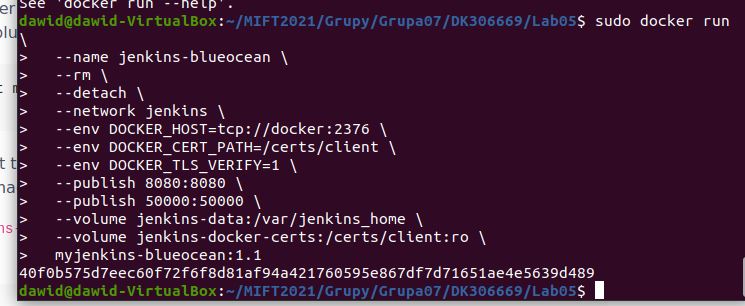 See 'docker run --help'.
dawid@dawid-VirtualBox:~/MIFT2021/Grupy/Grupa07/DK306669/Lab05$ sudo docker run
\
>   --name jenkins-blueocean \
>   --rm \
>   --detach \
>   --network jenkins \
>   --env DOCKER_HOST=tcp://docker:2376 \
>   --env DOCKER_CERT_PATH=/certs/client \
>   --env DOCKER_TLS_VERIFY=1 \
>   --publish 8080:8080 \
>   --publish 50000:50000 \
>   --volume jenkins-data:/var/jenkins_home \
>   --volume jenkins-docker-certs:/certs/client:ro \
>   myjenkins-blueocean:1.1
40f0b575d7eec60f72f6f8d81af94a421760595e867df7d71651ae4e5639d489
dawid@dawid-VirtualBox:~/MIFT2021/Grupy/Grupa07/DK306669/Lab05$